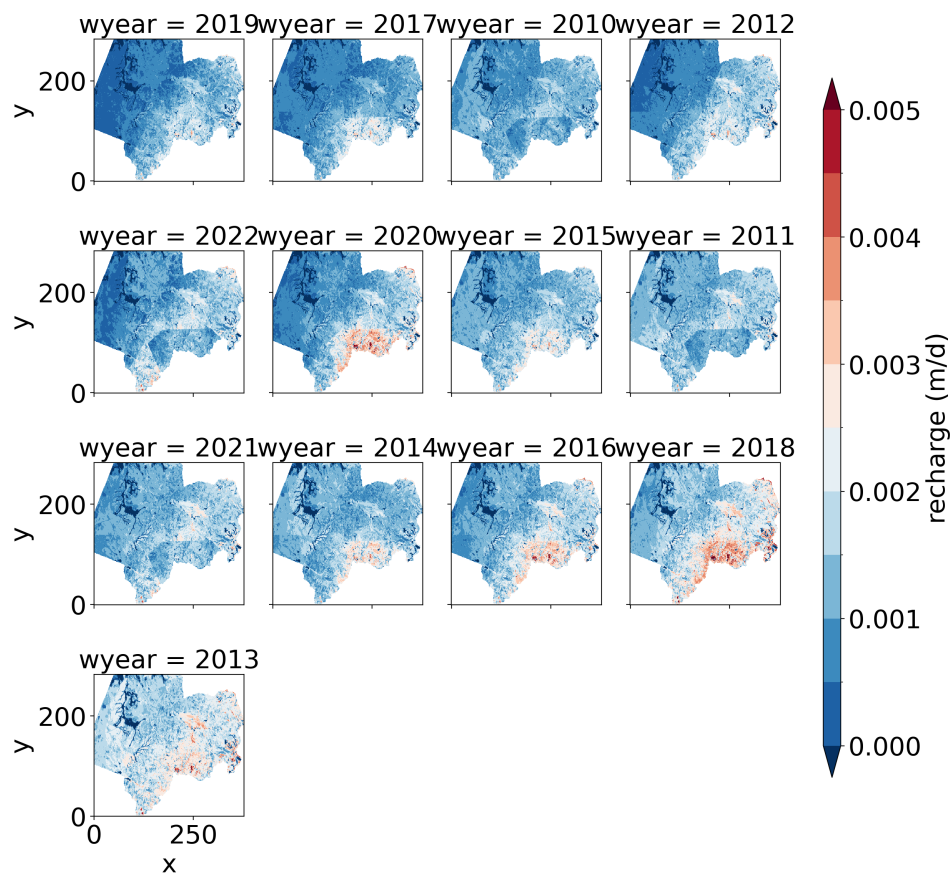 wyear = 2019
wyear = 2017
wyear = 2010
wyear = 2012
y
200
0
wyear = 2022
wyear = 2020
wyear = 2015
wyear = 2011
y
200
0
wyear = 2021
wyear = 2014
wyear = 2016
wyear = 2018
y
200
0
wyear = 2013
y
200
0
0
250
x
0.005
0.004
0.003
0.002
0.001
0.000
recharge (m/d)